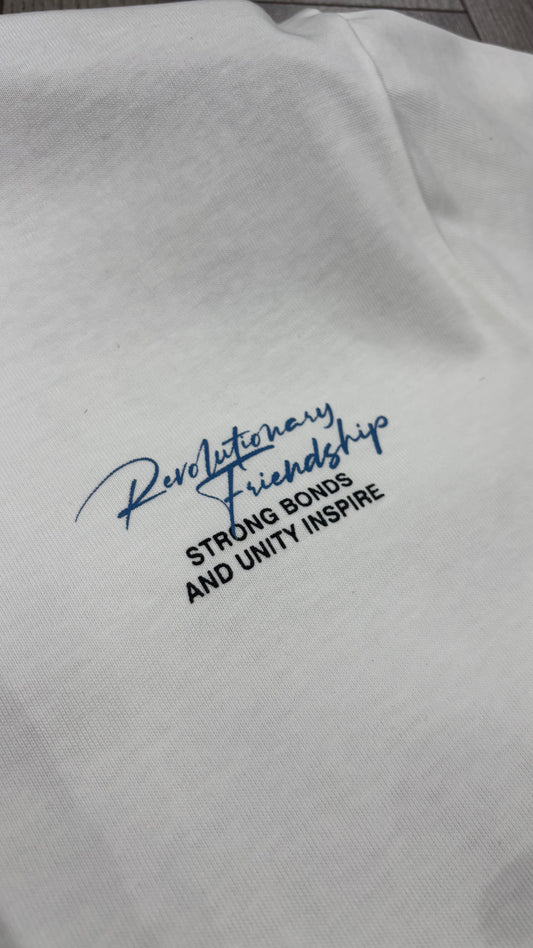 Revolutionary
Friendship
STRONG BONDS
AND UNITY INSPIRE